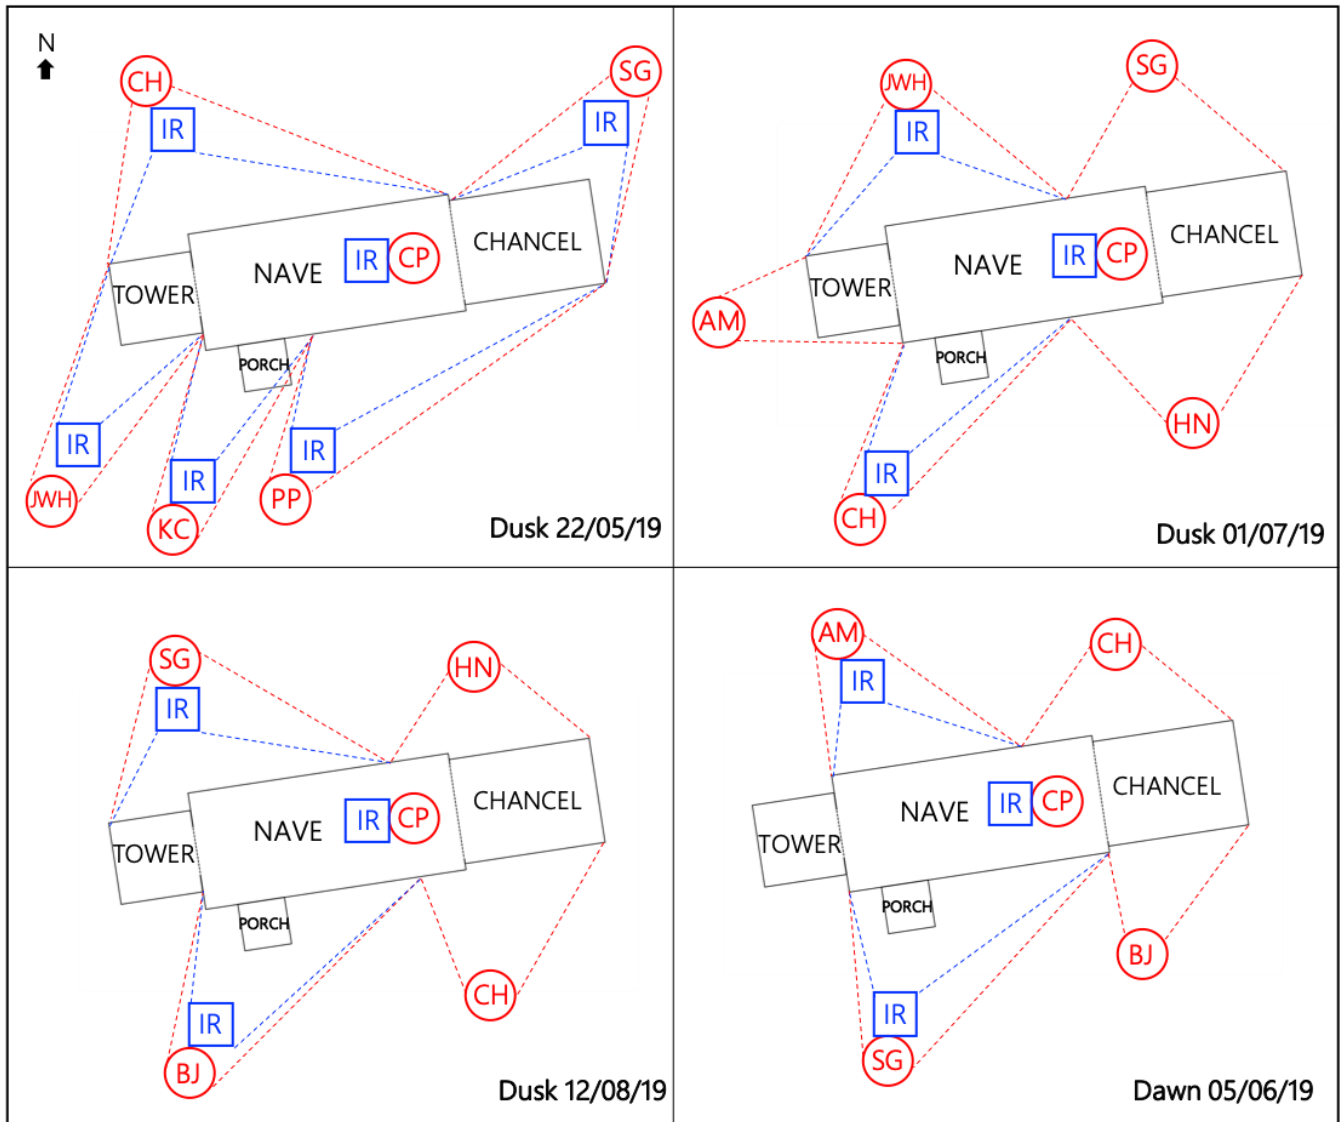 N
CH
SG
IR
IR
CHANCEL
IR
CP
NAVE
TOWER
PORCH
IR
IR
IR
JWH
KC
PP
Dusk 22/05/19
JWH
SG
IR
CHANCEL
IR
CP
NAVE
TOWER
AM
PORCH
HN
IR
CH
Dusk 01/07/19
SG
HN
IR
CHANCEL
IR
CP
NAVE
TOWER
PORCH
CH
IR
BJ
Dusk 12/08/19
AM
CH
IR
CHANCEL
IR
CP
NAVE
TOWER
PORCH
BJ
IR
SG
Dawn 05/06/19